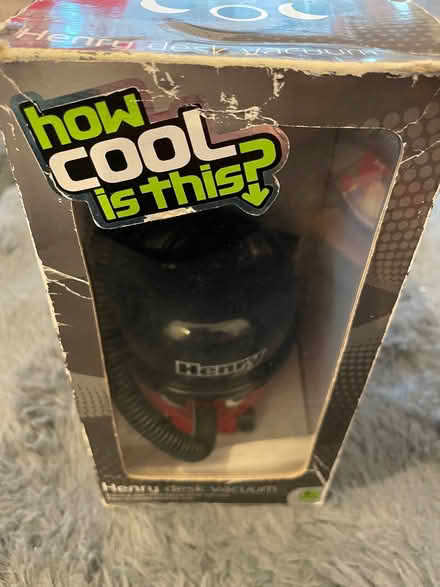 Henry desk vacuum
how
COOL
is this?
Henry
Henry desk vacuum